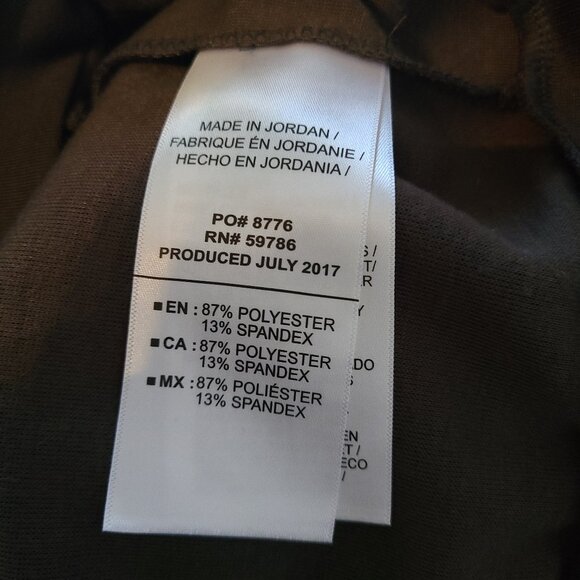 MADE IN JORDAN /
FABRIQUE ÉN JORDANIE /
HECHO EN JORDANIA /
PO# 8776
RN# 59786
PRODUCED JULY 2017
■ EN : 87% POLYESTER
13% SPANDEX
■ CA : 87% POLYESTER
13% SPANDEX
■ MX : 87% POLIÉSTER
13% SPANDEX